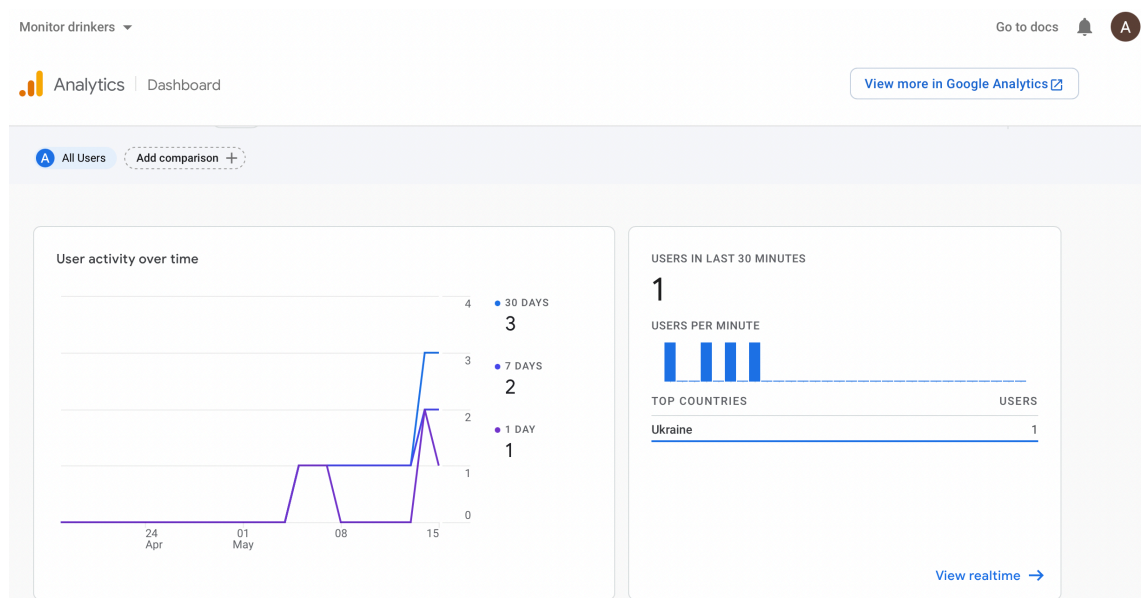 Monitor drinkers
Go to docs
A
Analytics
Dashboard
View more in Google Analytics
A
All Users
Add comparison
User activity over time
4
3
2
1
0
24
Apr
01
May
08
15
30 DAYS
3
7 DAYS
2
1 DAY
1
USERS IN LAST 30 MINUTES
1
USERS PER MINUTE
TOP COUNTRIES
USERS
Ukraine
1
View realtime